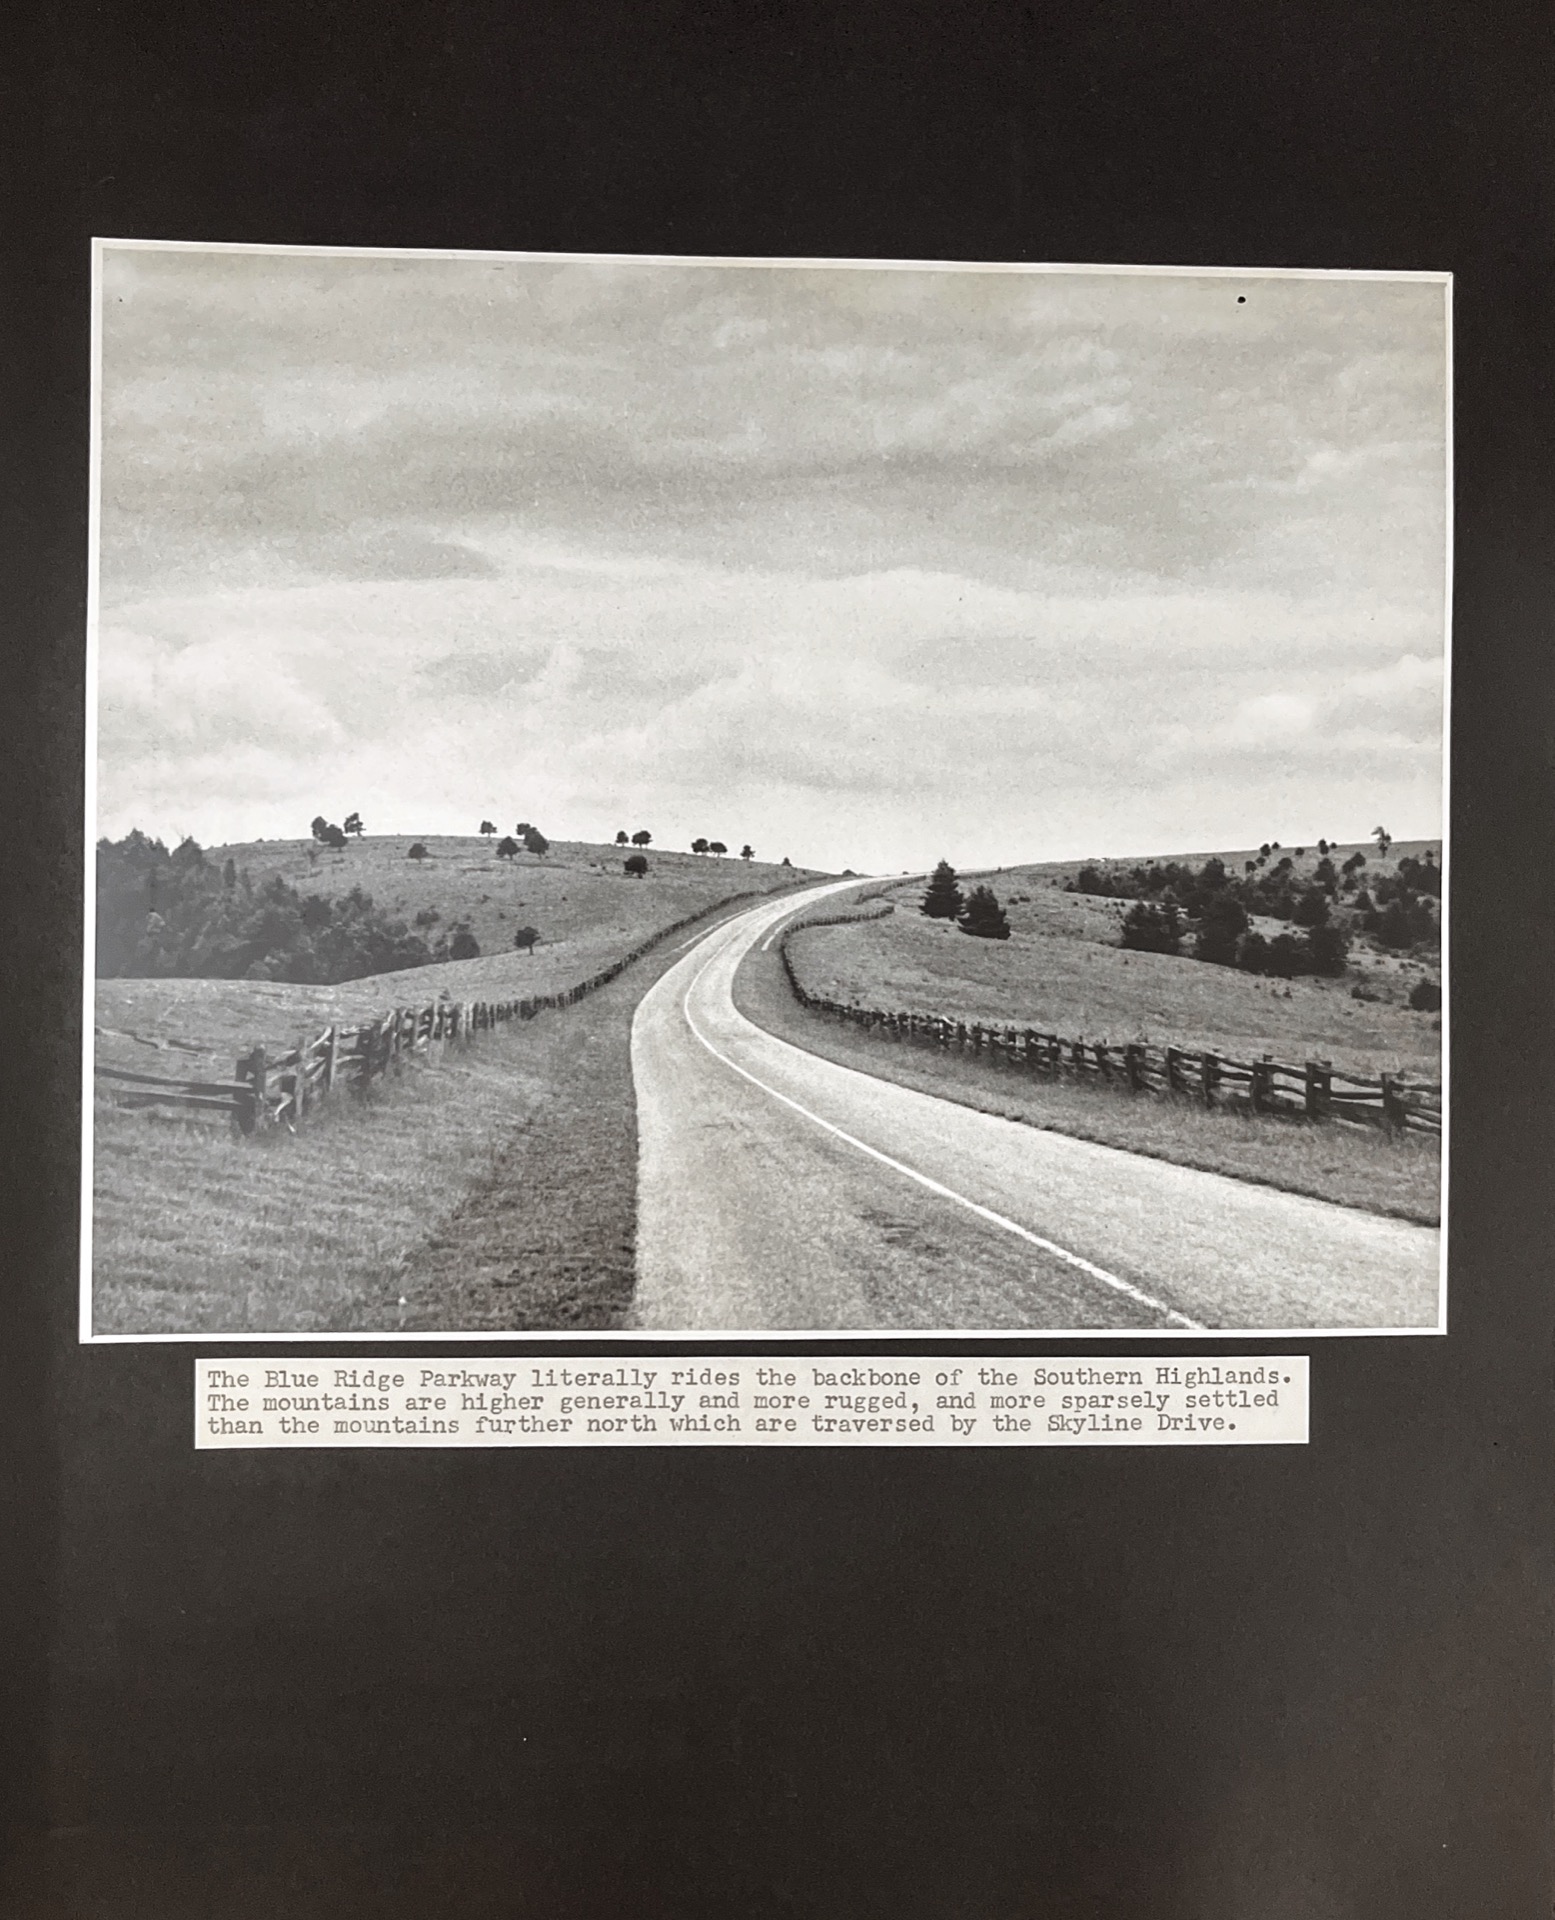 The Blue Ridge Parkway literally rides the backbone of the Southern Highlands.
The mountains are higher generally and more rugged, and more sparsely settled
than the mountains further north which are traversed by the Skyline Drive.